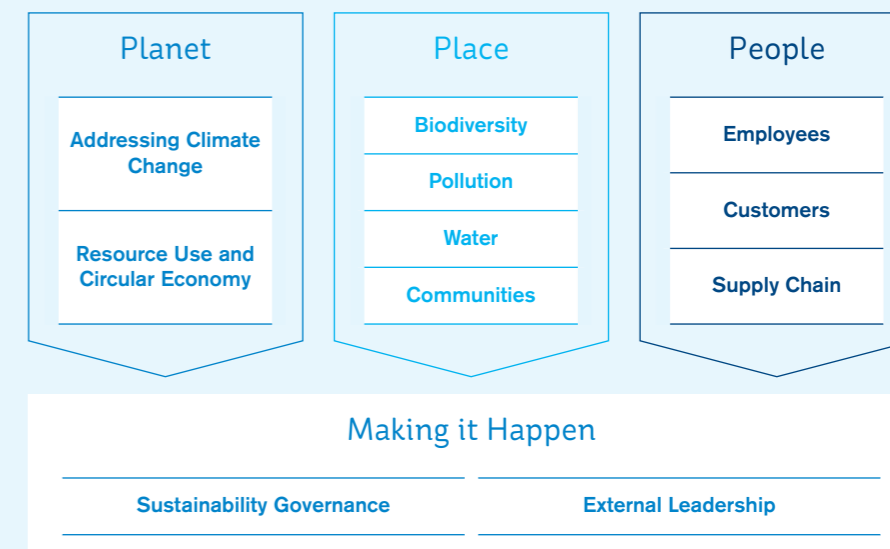 Planet
Addressing Climate
Change
Resource Use and
Circular Economy
Place
Biodiversity
Pollution
Water
Communities
People
Employees
Customers
Supply Chain
Making it Happen
Sustainability Governance
External Leadership